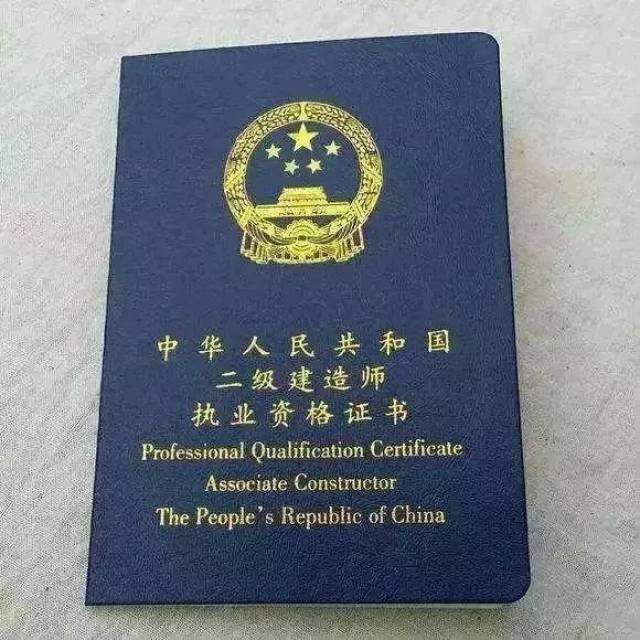 中华人民共和国
二级建造师
执业资格证书
Professional Qualification Certificate
Associate Constructor
The People's Republic of China